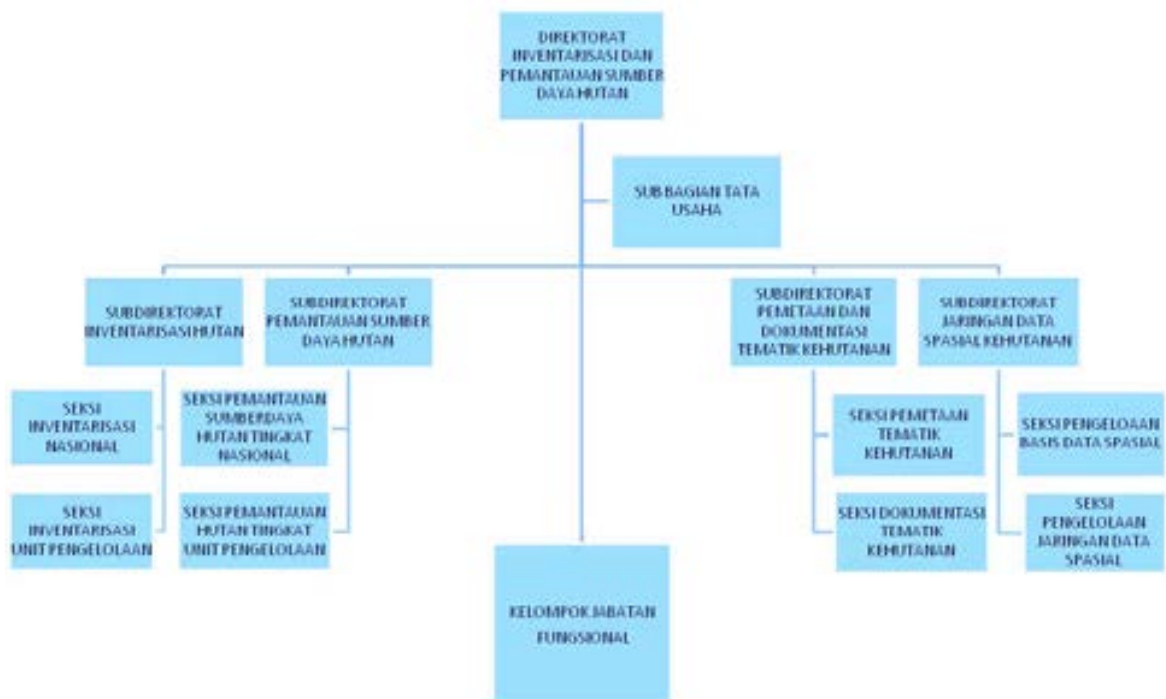 DIREKTORAT
INVENTARISASI DAN
PEMANTAUAN SUMBER
DAYA HUTAN
SUB BAGIAN TATA
USAHA
SUBDIREKTORAT
INVENTARISASI HUTAN
SUBDIREKTORAT
PEMANTAUAN SUMBER
DAYA HUTAN
SUBDIREKTORAT
PEMETAAN DAN
DOKUMENTASI
TEMATIK KEHUTANAN
SUBDIREKTORAT
JARINGAN DATA
SPASIAL KEHUTANAN
SEKSI
INVENTARISASI
NASIONAL
SEKSI PEMANTAUAN
SUMBERDAYA
HUTAN TINGKAT
NASIONAL
SEKSI PEMETAAN
TEMATIK
KEHUTANAN
SEKSI PENGELOAAN
BASIS DATA SPASIAL
SEKSI
INVENTARISASI
UNIT PENGELOLAAN
SEKSI PEMANTAUAN
HUTAN TINGKAT
UNIT PENGELOLAAN
SEKSI DOKUMENTASI
TEMATIK
KEHUTANAN
SEKSI
PENGELOLAAN
JARINGAN DATA
SPASIAL
KELOMPOK JABATAN
FUNGSIONAL